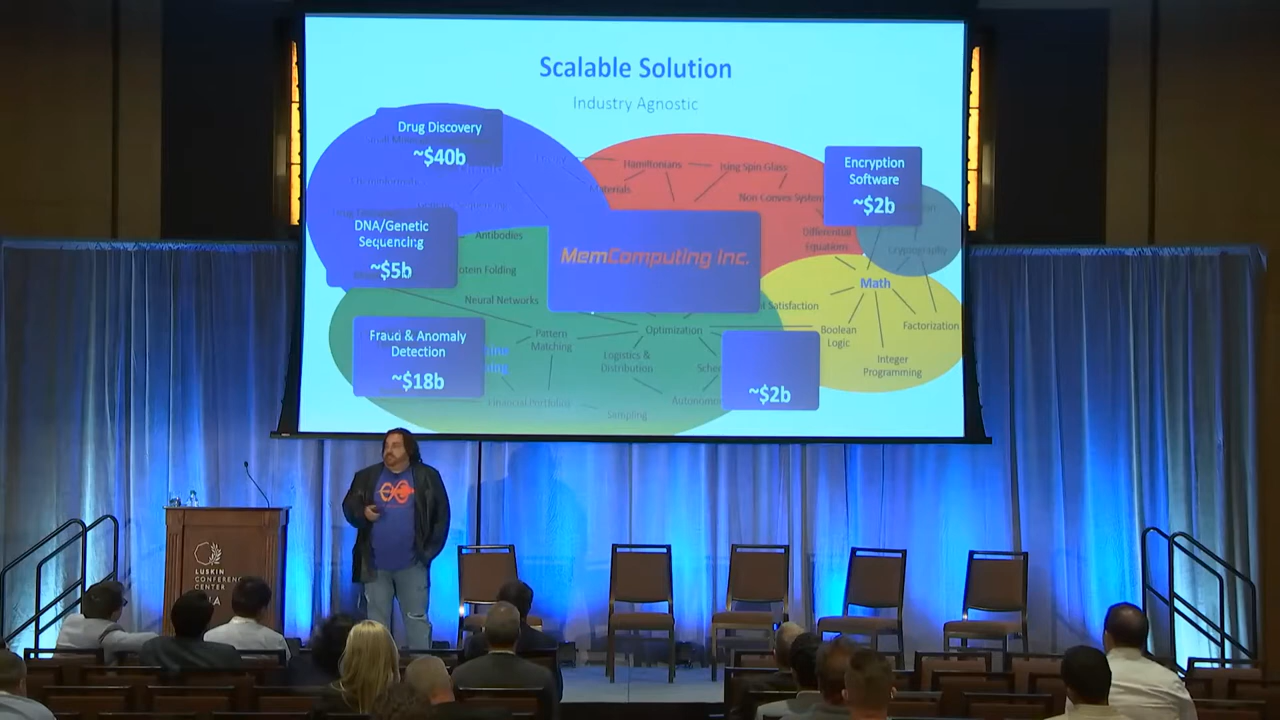 Scalable Solution
Industry Agnostic
Drug Discovery
~$40b
Hamiltonians
Ising Spin Glass
Materials
Non Convex Systems
Encryption
Software
~$2b
DNA/Genetic
Sequencing
~$5b
Antibodies
Differential
Equations
Cryptography
MemComputing Inc.
Protein Folding
Math
Neural Networks
Satisfaction
Fraud & Anomaly
Detection
~$18b
Pattern
Matching
Optimization
Boolean
Logic
Factorization
Logistics &
Distribution
Integer
Programming
~$2b
Financial Portfolio
Sampling
LUSKIN
CONFERENCE
CENTER